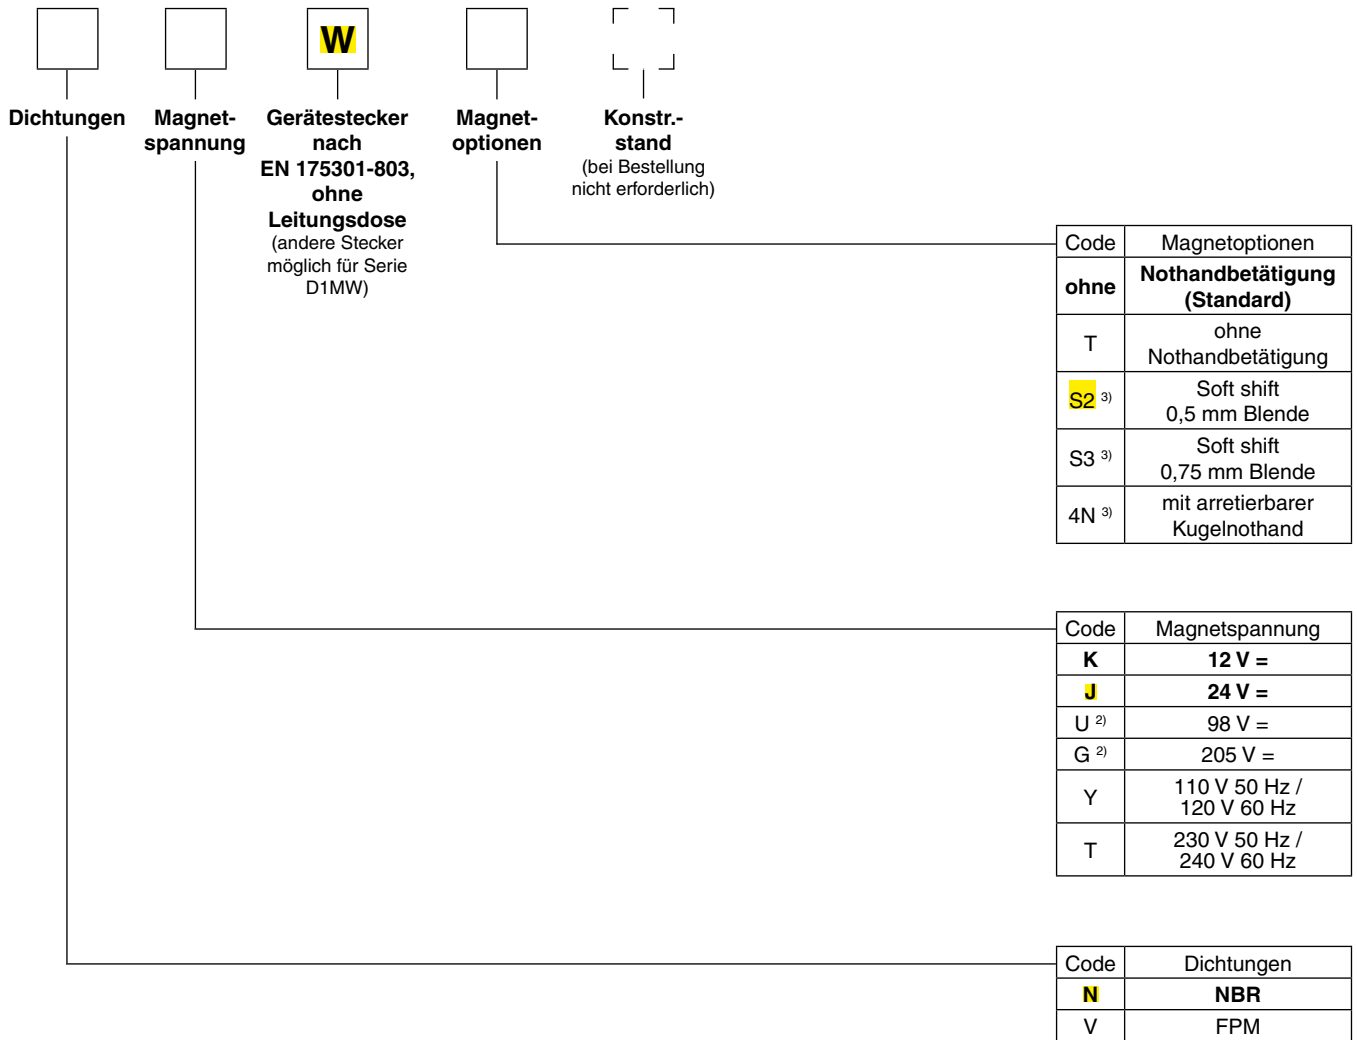 W
Dichtungen
Magnet-
spannung
Gerätestecker
nach
EN 175301-803,
ohne
Leitungsdose
(andere Stecker
möglich für Serie
D1MW)
Magnet-
optionen
Konstr.-
stand
(bei Bestellung
nicht erforderlich)
Code Magnetoptionen
ohne Nothandbetätigung
(Standard)
T ohne
Nothandbetätigung
S2 3) Soft shift
0,5 mm Blende
S3 3) Soft shift
0,75 mm Blende
4N 3) mit arretierbarer
Kugelnothand
Code Magnetspannung
K 12 V =
J 24 V =
U 2) 98 V =
G 2) 205 V =
Y 110 V 50 Hz /
120 V 60 Hz
T 230 V 50 Hz /
240 V 60 Hz
Code Dichtungen
N NBR
V FPM